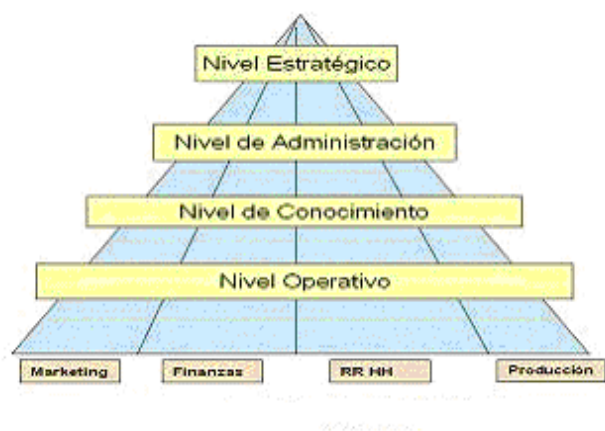 Nivel Estratégico
Nivel de Administración
Nivel de Conocimiento
Nivel Operativo
Marketing
Finanzas
RR HH
Producción